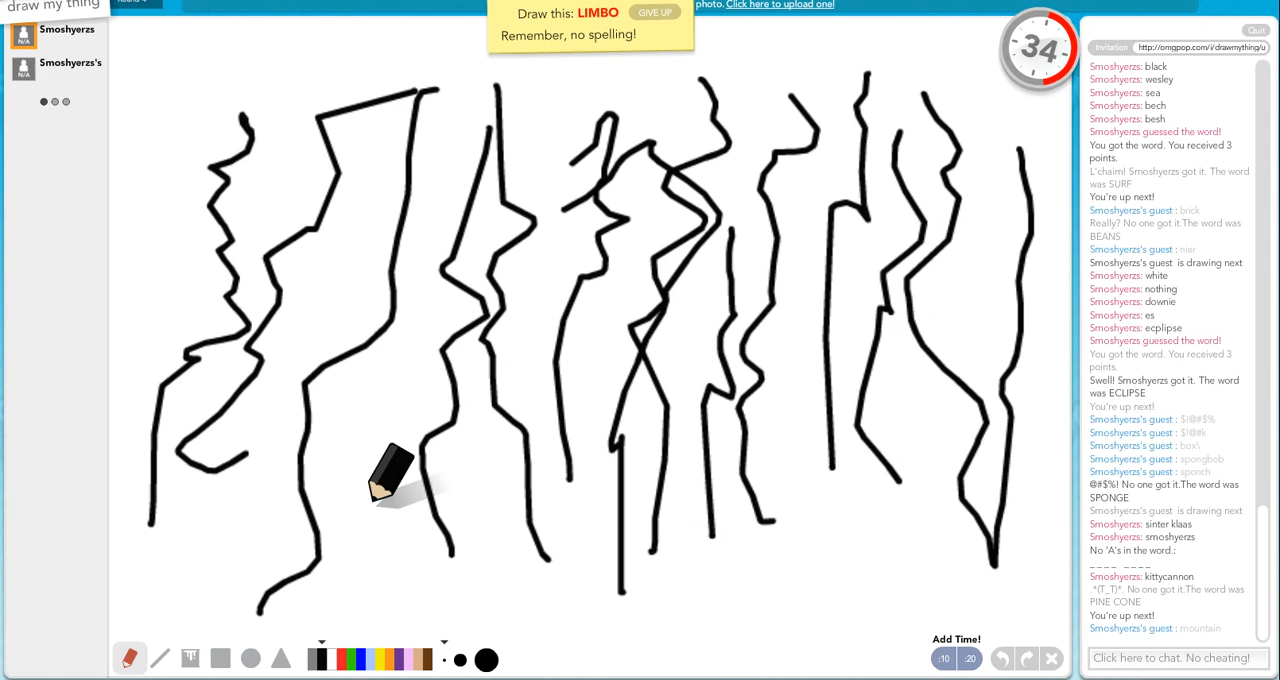 draw my thing
photo. Click here to upload one!
Draw this: LIMBO GIVE UP
Remember, no spelling!
34
Quit
Invitation http://omgpop.com/i/drawmything/u
N/A Smoshyerzs
N/A Smoshyerzs's
Smoshyerzs: black
Smoshyerzs: wesley
Smoshyerzs: sea
Smoshyerzs: bech
Smoshyerzs: besh
Smoshyerzs guessed the word!
You got the word. You received 3
points.
L'chaim! Smoshyerzs got it. The word
was SURF
You're up next!
Smoshyerzs's guest : brick
Really? No one got it.The word was
BEANS
Smoshyerzs's guest : nier
Smoshyerzs's guest is drawing next
Smoshyerzs: white
Smoshyerzs: nothing
Smoshyerzs: downie
Smoshyerzs: es
Smoshyerzs: ecplipse
Smoshyerzs guessed the word!
You got the word. You received 3
points.
Swell! Smoshyerzs got it. The word
was ECLIPSE
You're up next!
Smoshyerzs's guest : $!@#$%
Smoshyerzs's guest : $!@#k
Smoshyerzs's guest : box\
Smoshyerzs's guest : spongbob
Smoshyerzs's guest : sponch
@#$%! No one got it.The word was
SPONGE
Smoshyerzs's guest is drawing next
Smoshyerzs: sinter klaas
Smoshyerzs: smoshyerzs
No 'A's in the word.:
_ _ _ _  _ _ _ _
Smoshyerzs: kittycannon
.*(T_T)*. No one got it.The word was
PINE CONE
You're up next!
Smoshyerzs's guest : mountain
Click here to chat. No cheating!
Add Time!
:10 :20